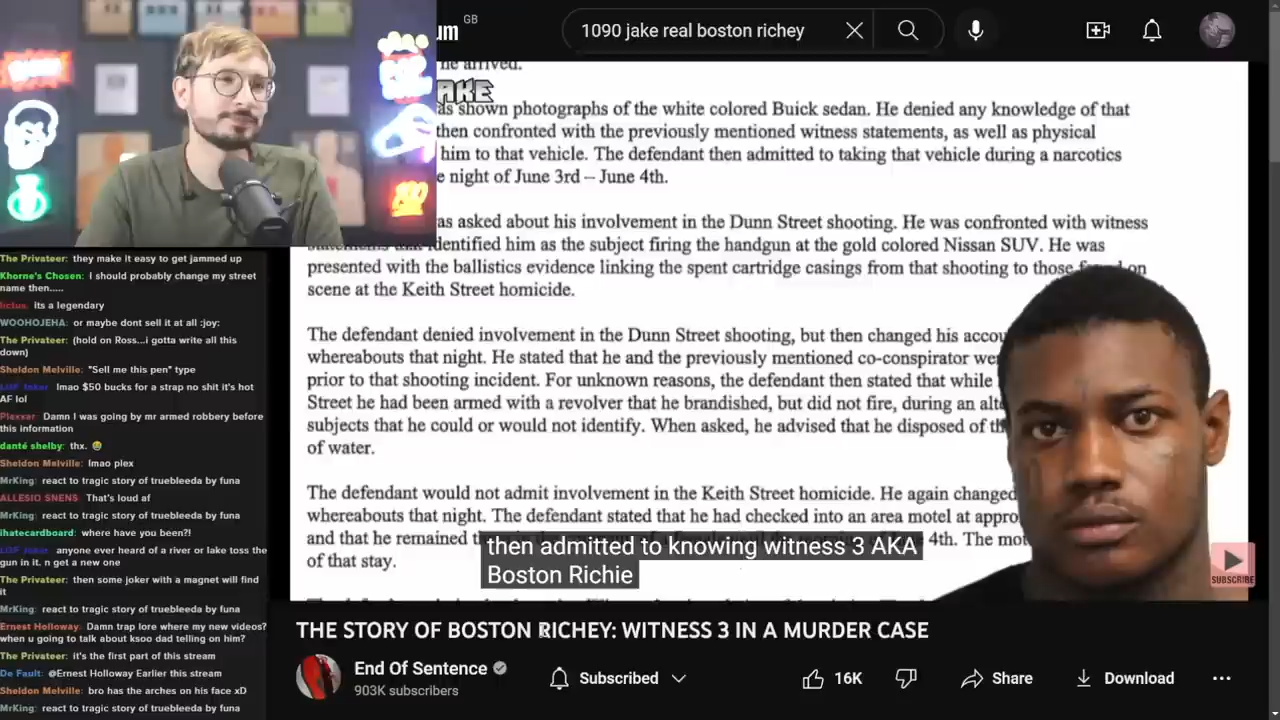 um GB
1090 jake real boston richey
he arrived.
AKE
as shown photographs of the white colored Buick sedan. He denied any knowledge of that
then confronted with the previously mentioned witness statements, as well as physical
him to that vehicle. The defendant then admitted to taking that vehicle during a narcotics
e night of June 3rd – June 4th.
as asked about his involvement in the Dunn Street shooting. He was confronted with witness
identified him as the subject firing the handgun at the gold colored Nissan SUV. He was
presented with the ballistics evidence linking the spent cartridge casings from that shooting to those found on
scene at the Keith Street homicide.
The defendant denied involvement in the Dunn Street shooting, but then changed his accou
whereabouts that night. He stated that he and the previously mentioned co-conspirator wer
prior to that shooting incident. For unknown reasons, the defendant then stated that while
Street he had been armed with a revolver that he brandished, but did not fire, during an alt
subjects that he could or would not identify. When asked, he advised that he disposed of th
of water.
The defendant would not admit involvement in the Keith Street homicide. He again changed
whereabouts that night. The defendant stated that he had checked into an area motel at appro
and that he remained 4th. The mot
of that stay.
then admitted to knowing witness 3 AKA
Boston Richie
SUBSCRIBE
THE STORY OF BOSTON RICHEY: WITNESS 3 IN A MURDER CASE
End Of Sentence
903K subscribers
Subscribed
16K
Share
Download
The Privateer: they make it easy to get jammed up
Khorne's Chosen: I should probably change my street
name then.....
lictus: its a legendary
WOOHOJEHA: or maybe dont sell it at all :joy:
The Privateer: (hold on Ross...i gotta write all this
down)
Sheldon Melville: "Sell me this pen" type
lmao $50 bucks for a strap no shit it's hot
AF lol
Plaxxar: Damn I was going by mr armed robbery before
this information
danté shelby: thx. 😢
Sheldon Melville: lmao plex
MrKing: react to tragic story of truebleeda by funa
ALLESIO SNENS: That's loud af
MrKing: react to tragic story of truebleeda by funa
ihatecardboard: where have you been?!
anyone ever heard of a river or lake toss the
gun in it. n get a new one
The Privateer: then some joker with a magnet will find
it
MrKing: react to tragic story of truebleeda by funa
Ernest Holloway: Damn trap lore where my new videos?
when u going to talk about ksoo dad telling on him?
The Privateer: it's the first part of this stream
De Fault: @Ernest Holloway Earlier this stream
Sheldon Melville: bro has the arches on his face xD
MrKing: react to tragic story of truebleeda by funa